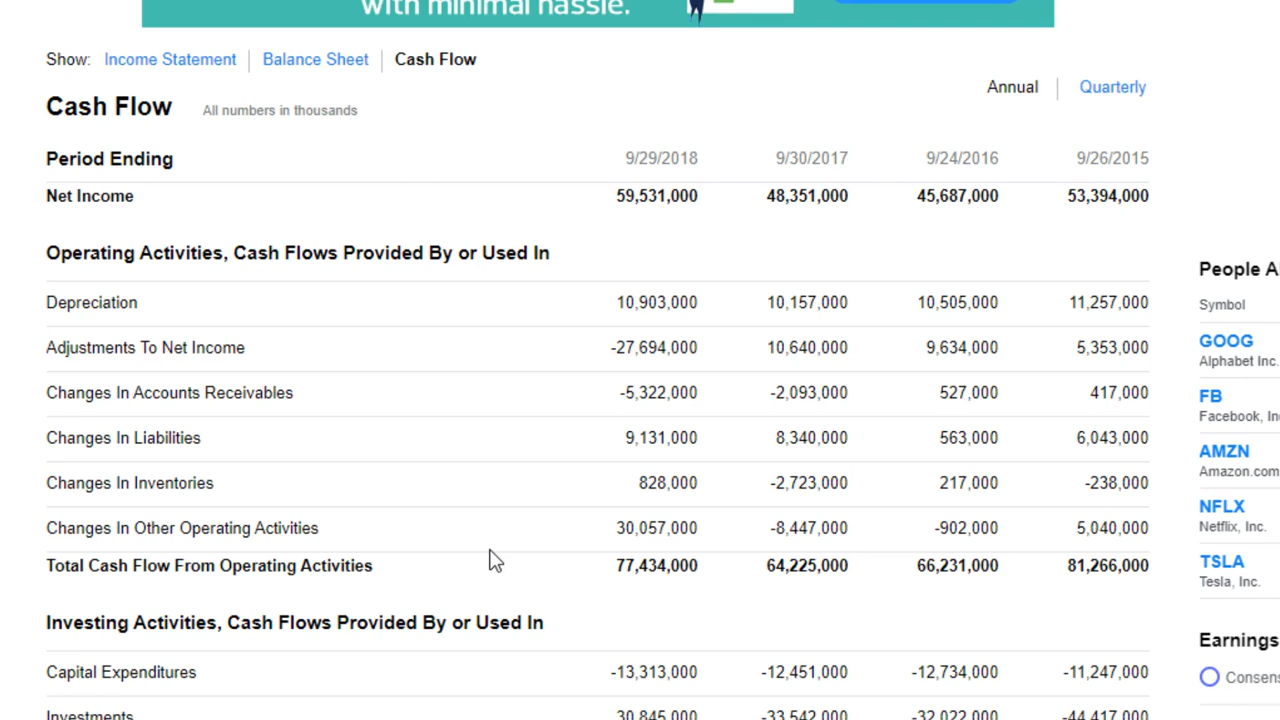 with minimal hassle.
Show: Income Statement Balance Sheet Cash Flow
Annual Quarterly
Cash Flow All numbers in thousands
Period Ending 9/29/2018 9/30/2017 9/24/2016 9/26/2015
Net Income 59,531,000 48,351,000 45,687,000 53,394,000
Operating Activities, Cash Flows Provided By or Used In
Depreciation 10,903,000 10,157,000 10,505,000 11,257,000
Adjustments To Net Income -27,694,000 10,640,000 9,634,000 5,353,000
Changes In Accounts Receivables -5,322,000 -2,093,000 527,000 417,000
Changes In Liabilities 9,131,000 8,340,000 563,000 6,043,000
Changes In Inventories 828,000 -2,723,000 217,000 -238,000
Changes In Other Operating Activities 30,057,000 -8,447,000 -902,000 5,040,000
Total Cash Flow From Operating Activities 77,434,000 64,225,000 66,231,000 81,266,000
Investing Activities, Cash Flows Provided By or Used In
Capital Expenditures -13,313,000 -12,451,000 -12,734,000 -11,247,000
Investments 30,845,000 -33,542,000 -32,022,000 -44,417,000
People Al
Symbol
GOOG
Alphabet Inc.
FB
Facebook, In
AMZN
Amazon.com
NFLX
Netflix, Inc.
TSLA
Tesla, Inc.
Earnings
Consens